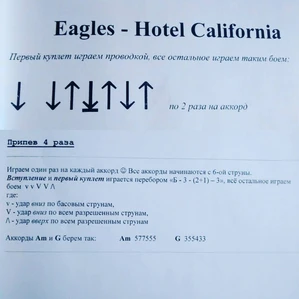 Eagles - Hotel California
Первый куплет играем проводкой, все остальное играем таким боем:
↓ ↓↑↑↓↑↓↑ по 2 раза на аккорд
Припев 4 раза
Играем один раз на каждый аккорд ☺ Все аккорды начинаются с 6-ой струны.
Вступление и первый куплет играется перебором «Б - 3 - (2+1) – 3», всё остальное играем
боем v v V V Λ
где:
v - удар вниз по басовым струнам,
V - удар вниз по всем разрешенным струнам,
Λ - удар вверх по всем разрешенным струнам
Аккорды Am и G берем так: Am 577555 G 355433